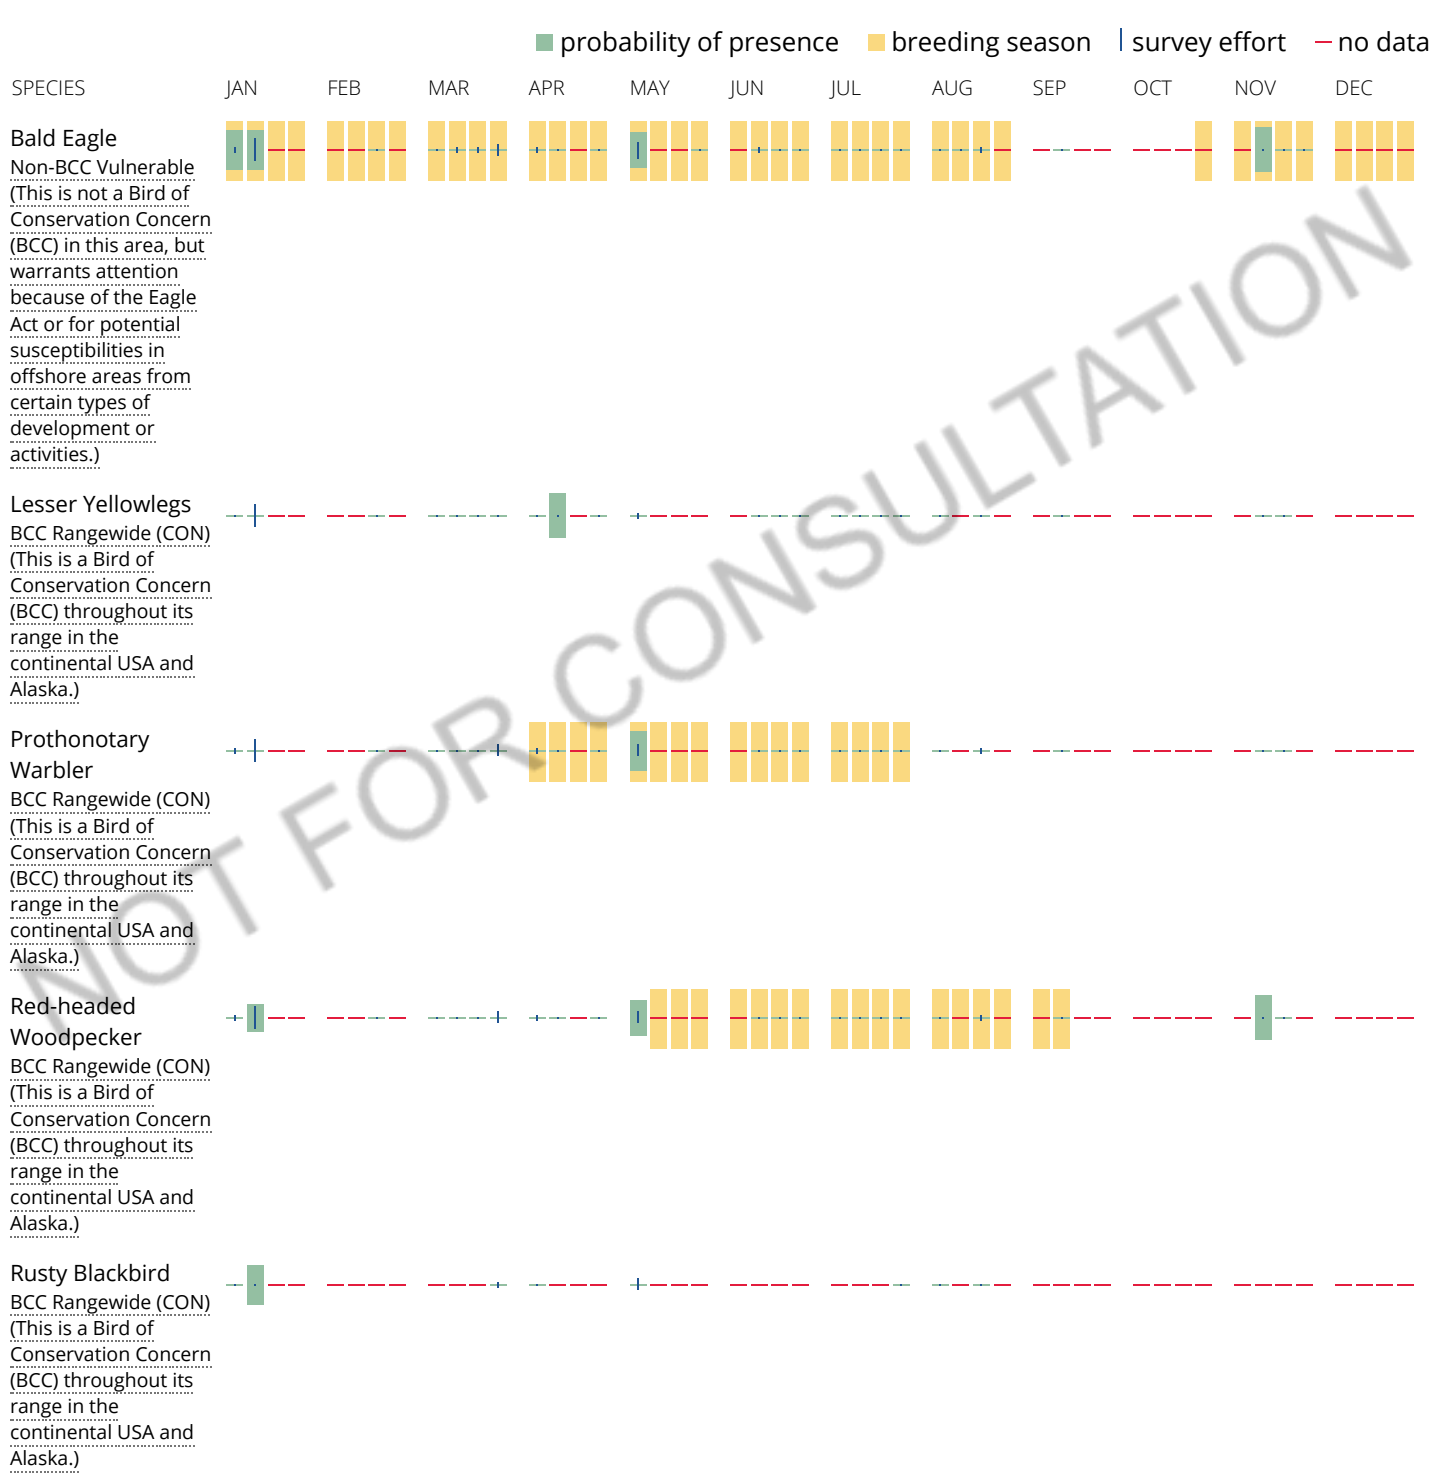 probability of presence breeding season survey effort no data
SPECIES JAN FEB MAR APR MAY JUN JUL AUG SEP OCT NOV DEC
Bald Eagle
Non-BCC Vulnerable
(This is not a Bird of
Conservation Concern
(BCC) in this area, but
warrants attention
because of the Eagle
Act or for potential
susceptibilities in
offshore areas from
certain types of
development or
activities.)
Lesser Yellowlegs
BCC Rangewide (CON)
(This is a Bird of
Conservation Concern
(BCC) throughout its
range in the
continental USA and
Alaska.)
Prothonotary
Warbler
BCC Rangewide (CON)
(This is a Bird of
Conservation Concern
(BCC) throughout its
range in the
continental USA and
Alaska.)
Red-headed
Woodpecker
BCC Rangewide (CON)
(This is a Bird of
Conservation Concern
(BCC) throughout its
range in the
continental USA and
Alaska.)
Rusty Blackbird
BCC Rangewide (CON)
(This is a Bird of
Conservation Concern
(BCC) throughout its
range in the
continental USA and
Alaska.)
NOT FOR CONSULTATION